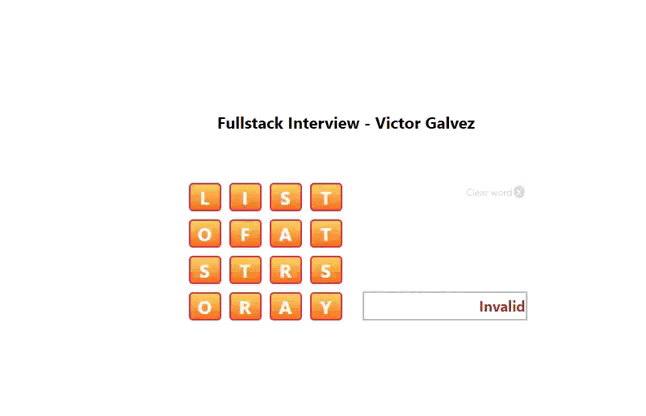 Fullstack Interview - Victor Galvez
L I S T
Clear word x
O F A T
S T R S
O R A Y
Invalid